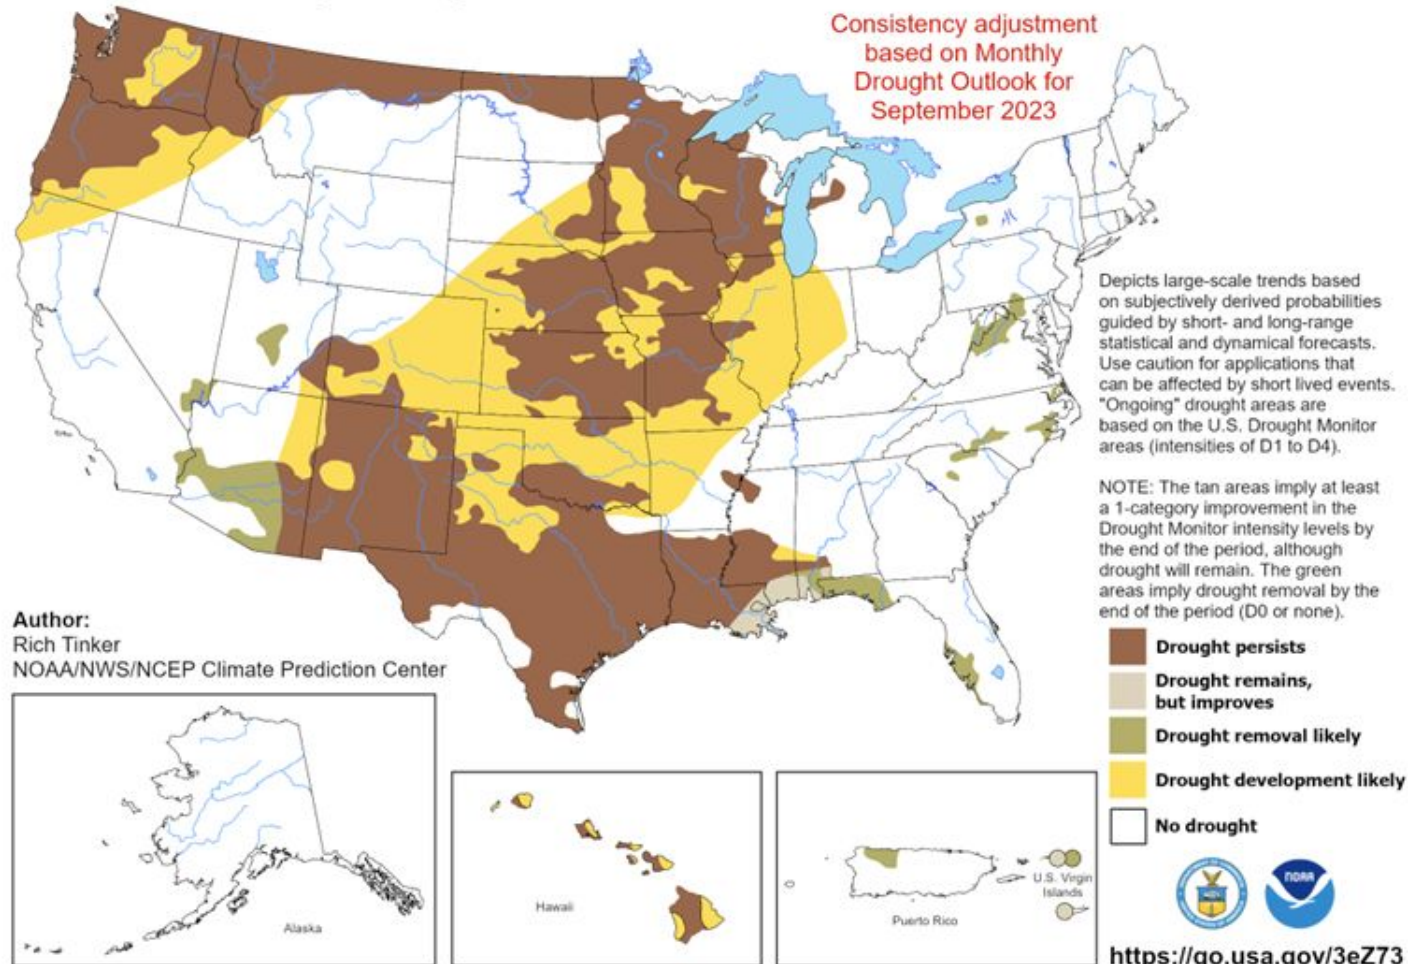 Consistency adjustment
based on Monthly
Drought Outlook for
September 2023
Depicts large-scale trends based
on subjectively derived probabilities
guided by short- and long-range
statistical and dynamical forecasts.
Use caution for applications that
can be affected by short lived events.
"Ongoing" drought areas are
based on the U.S. Drought Monitor
areas (intensities of D1 to D4).
NOTE: The tan areas imply at least
a 1-category improvement in the
Drought Monitor intensity levels by
the end of the period, although
drought will remain. The green
areas imply drought removal by the
end of the period (D0 or none).
Author:
Rich Tinker
NOAA/NWS/NCEP Climate Prediction Center
Drought persists
Drought remains,
but improves
Drought removal likely
Drought development likely
No drought
Alaska
Hawaii
Puerto Rico
U.S. Virgin
Islands
NOAA
https://go.usa.gov/3eZ73